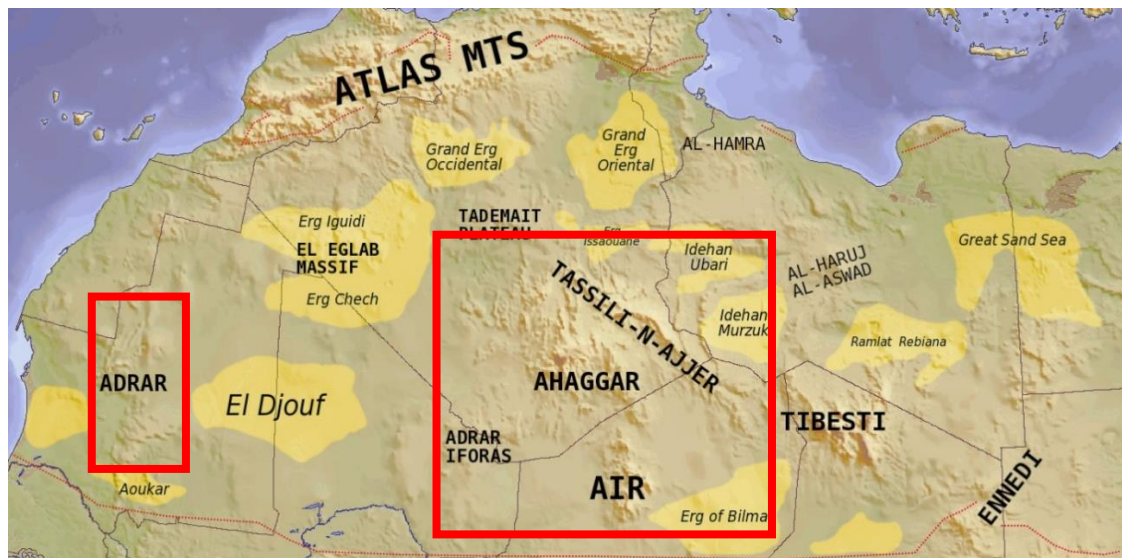 ATLAS MTS
Grand Erg
Occidental
Grand
Erg
Oriental
AL-HAMRA
Erg Iguidi
TADEMAIT
PLATEAU
Erg
Issaouane
EL EGLAB
MASSIF
Idehan
Ubari
AL-HARUJ
AL-ASWAD
Great Sand Sea
Erg Chech
TASSILI-N-AJJER
Idehan
Murzuk
Ramlat Rebiana
ADRAR
El Djouf
AHAGGAR
TIBESTI
ADRAR
IFORAS
AIR
ENNEDI
Aoukar
Erg of Bilma